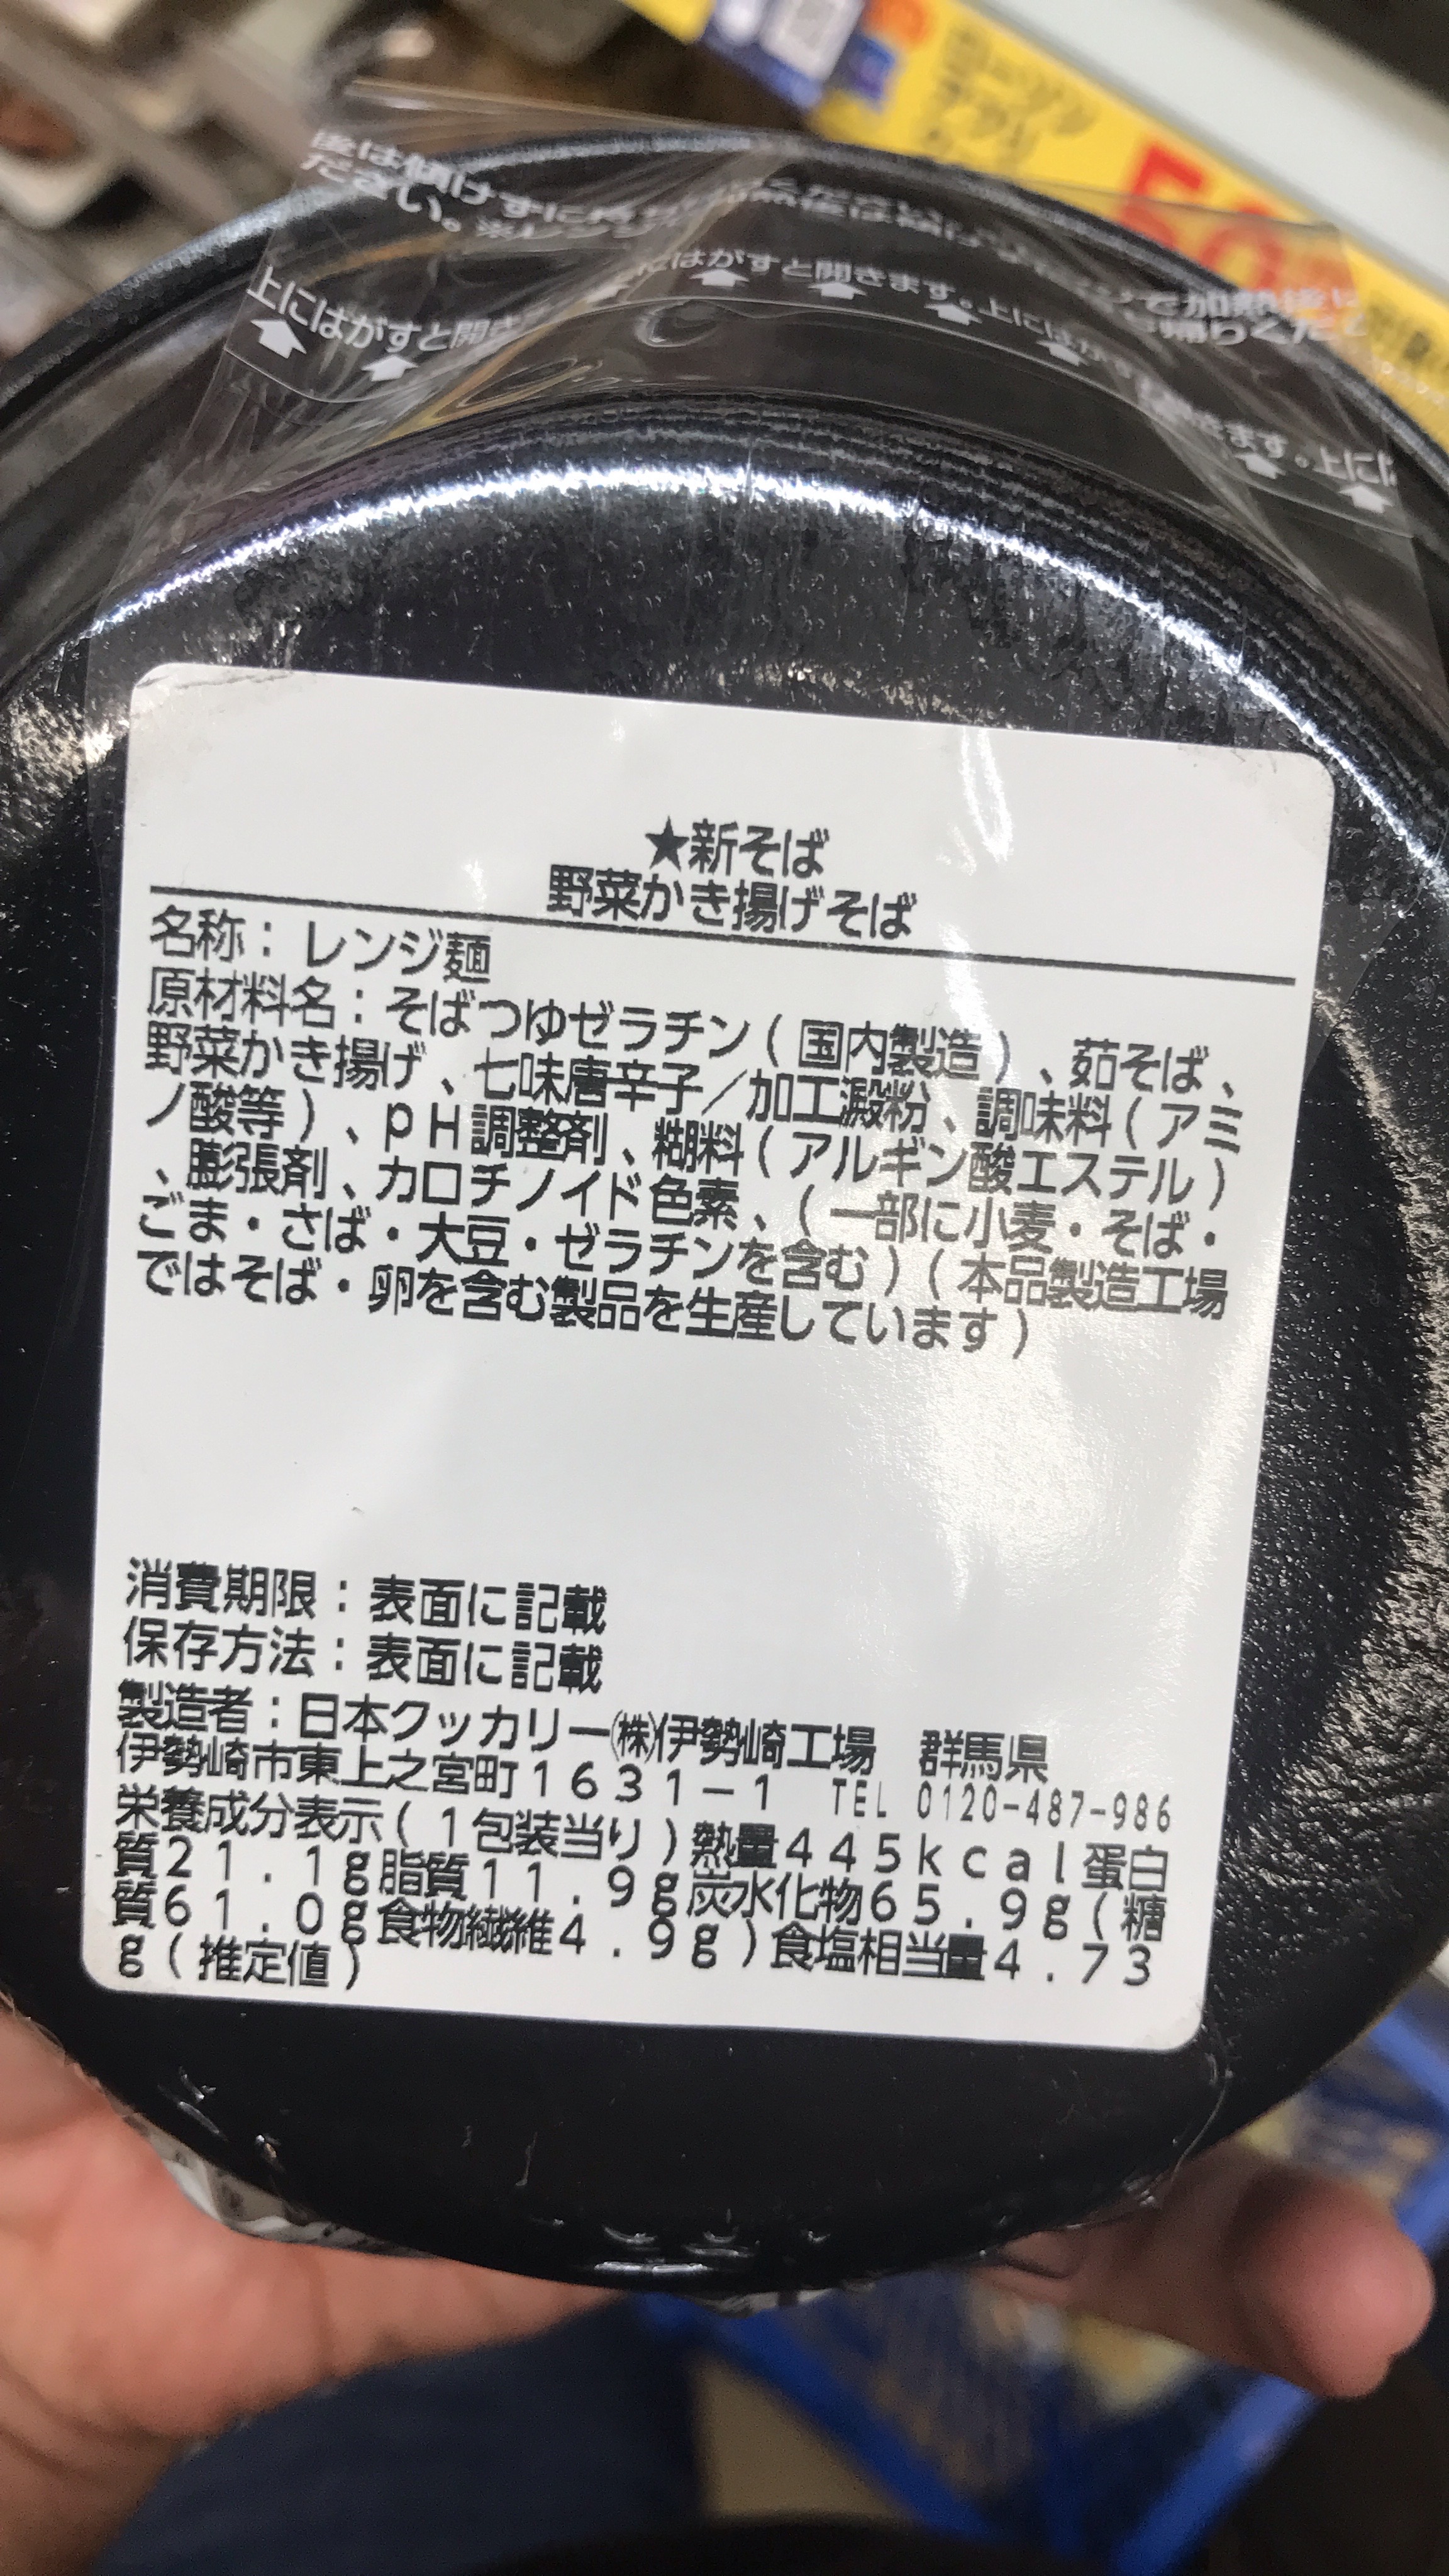 上にはがすと開き
にはがすと開きます。上にはがすと開きます。上には
★新そば
野菜かき揚げそば
名称：レンジ麺
原材料名：そばつゆゼラチン（国内製造）、茹そば、
野菜かき揚げ、七味唐辛子／加工澱粉、調味料（アミ
ノ酸等）、ｐＨ調整剤、糊料（アルギン酸エステル）
、膨張剤、カロチノイド色素、（一部に小麦・そば・
ごま・さば・大豆・ゼラチンを含む）（本品製造工場
ではそば・卵を含む製品を生産しています）
消費期限：表面に記載
保存方法：表面に記載
製造者：日本クッカリー㈱伊勢崎工場　群馬県
伊勢崎市東上之宮町１６３１－１　TEL 0120-487-986
栄養成分表示（１包装当り）熱量４４５ｋｃａｌ蛋白
質２１．１ｇ脂質１１．９ｇ炭水化物６５．９ｇ（糖
質６１．０ｇ食物繊維４．９ｇ）食塩相当量４．７３
ｇ（推定値）